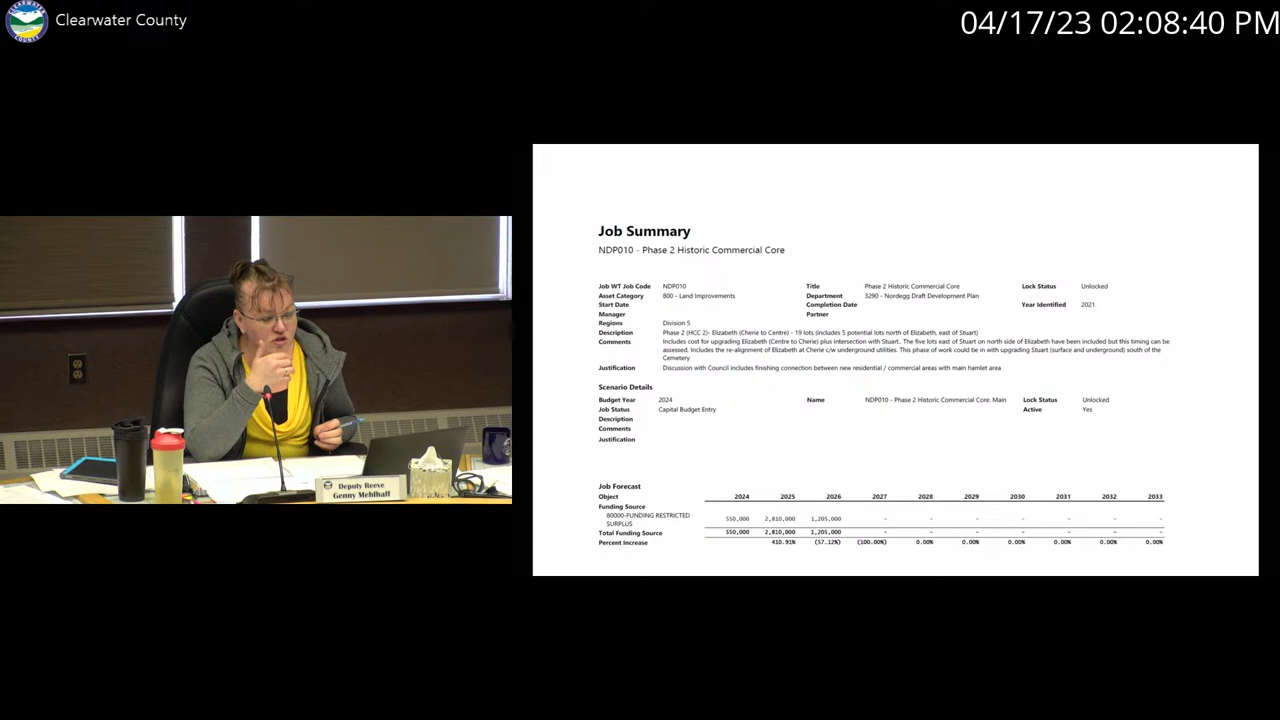 Clearwater County
04/17/23 02:08:40 PM
CLEARWATER
COUNTY
Deputy Reeve
Genny Mehlhaff
Job Summary
NDP010 - Phase 2 Historic Commercial Core
Job WT Job Code NDP010 Title Phase 2 Historic Commercial Core Lock Status Unlocked
Asset Category 800 - Land Improvements Department 3290 - Nordegg Draft Development Plan
Start Date Completion Date Year Identified 2021
Manager Partner
Regions Division 5
Description Phase 2 (HCC 2)- Elizabeth (Cherie to Centre) - 19 lots (includes 5 potential lots north of Elizabeth, east of Stuart)
Comments Includes cost for upgrading Elizabeth (Centre to Cherie) plus intersection with Stuart. The five lots east of Stuart on north side of Elizabeth have been included but this timing can be
assessed. Includes the re-alignment of Elizabeth at Cherie c/w underground utilities. This phase of work could tie in with upgrading Stuart (surface and underground) south of the
Cemetery
Justification Discussion with Council includes finishing connection between new residential / commercial areas with main hamlet area
Scenario Details
Budget Year 2024 Name NDP010 - Phase 2 Historic Commercial Core: Main Lock Status Unlocked
Job Status Capital Budget Entry Active Yes
Description
Comments
Justification
Job Forecast
Object 2024 2025 2026 2027 2028 2029 2030 2031 2032 2033
Funding Source
80000-FUNDING RESTRICTED
SURPLUS 550,000 2,810,000 1,205,000 - - - - - - -
Total Funding Source 550,000 2,810,000 1,205,000 - - - - - - -
Percent Increase 410.91% (57.12%) (100.00%) 0.00% 0.00% 0.00% 0.00% 0.00% 0.00%